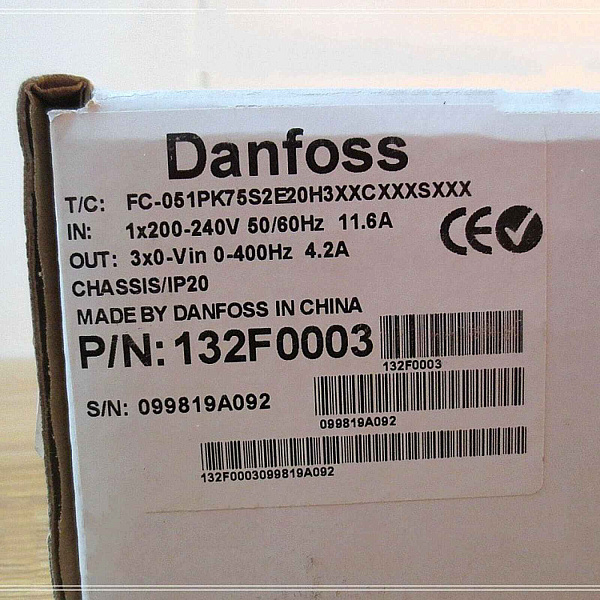 Danfoss
T/C: FC-051PK75S2E20H3XXCXXXSXXX
IN: 1x200-240V 50/60Hz 11.6A
OUT: 3x0-Vin 0-400Hz 4.2A
CHASSIS/IP20
MADE BY DANFOSS IN CHINA
P/N: 132F0003
132F0003
S/N: 099819A092
099819A092
132F0003099819A092
CE